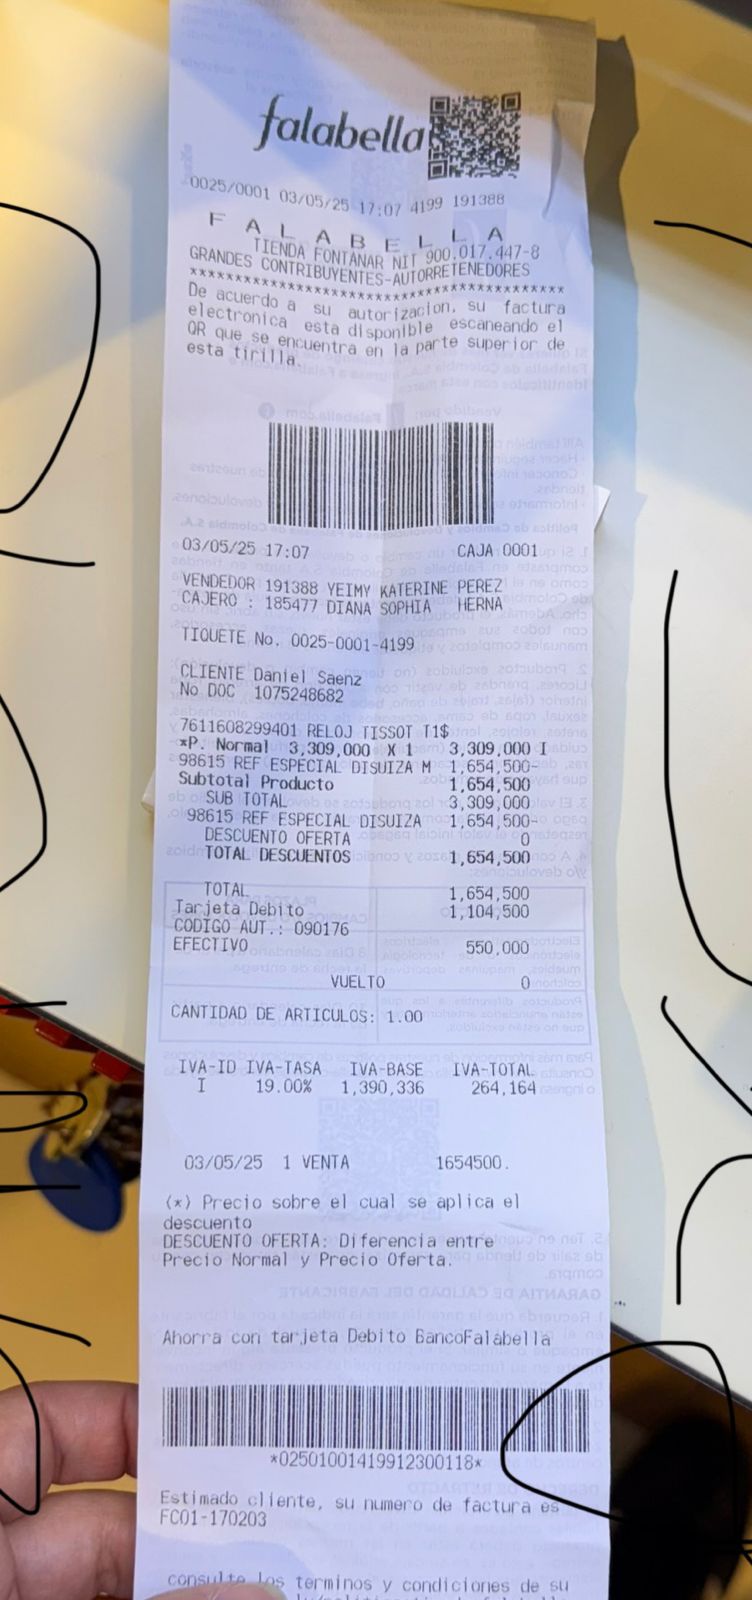 falabella
0025/0001 03/05/25 17:07 4199 191388
F A L A B E L L A
TIENDA FONTANAR NIT 900.017.447-8
GRANDES CONTRIBUYENTES-AUTORRETENEDORES
******************************************
De acuerdo a su autorizacion, su factura
electronica esta disponible escaneando el
QR que se encuentra en la parte superior de
esta tirilla.
03/05/25 17:07 CAJA 0001
VENDEDOR 191388 YEIMY KATERINE PEREZ
CAJERO : 185477 DIANA SOPHIA HERNA
TIQUETE No. 0025-0001-4199
CLIENTE Daniel Saenz
No DOC 1075248682
7611608299401 RELOJ TISSOT T1$
*P. Normal 3,309,000 X 1 3,309,000 I
98615 REF ESPECIAL DISUIZA M 1,654,500-
Subtotal Producto 1,654,500
SUB TOTAL 3,309,000
98615 REF ESPECIAL DISUIZA 1,654,500-
DESCUENTO OFERTA 0
TOTAL DESCUENTOS 1,654,500
TOTAL 1,654,500
Tarjeta Debito 1,104,500
CODIGO AUT.: 090176
EFECTIVO 550,000
VUELTO 0
CANTIDAD DE ARTICULOS: 1.00
IVA-ID IVA-TASA IVA-BASE IVA-TOTAL
I 19.00% 1,390,336 264,164
03/05/25 1 VENTA 1654500.
(*) Precio sobre el cual se aplica el
descuento
DESCUENTO OFERTA: Diferencia entre
Precio Normal y Precio Oferta.
Ahorra con tarjeta Debito BancoFalabella
*02501001419912300118*
Estimado cliente, su numero de factura es
FC01-170203
consulte los terminos y condiciones de su